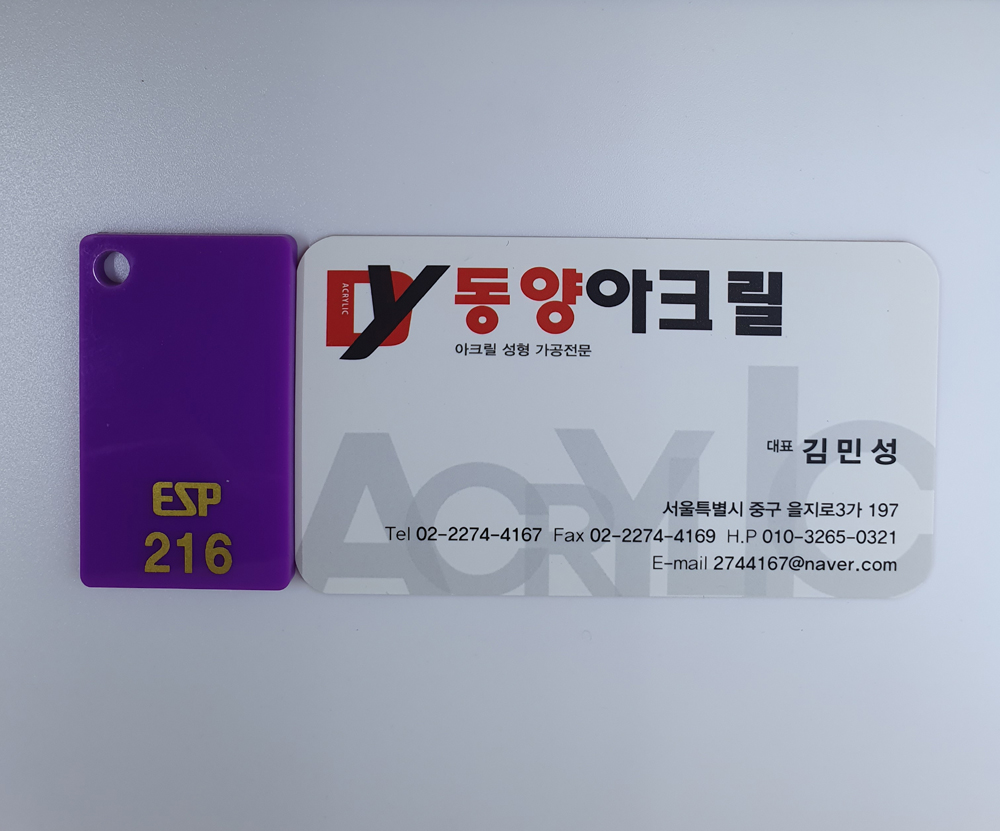 ESP
216
DY
ACRYLIC
동양아크릴
아크릴 성형 가공전문
대표 김민성
서울특별시 중구 을지로3가 197
Tel 02-2274-4167 Fax 02-2274-4169 H.P 010-3265-0321
E-mail 2744167@naver.com
ACRYLIC